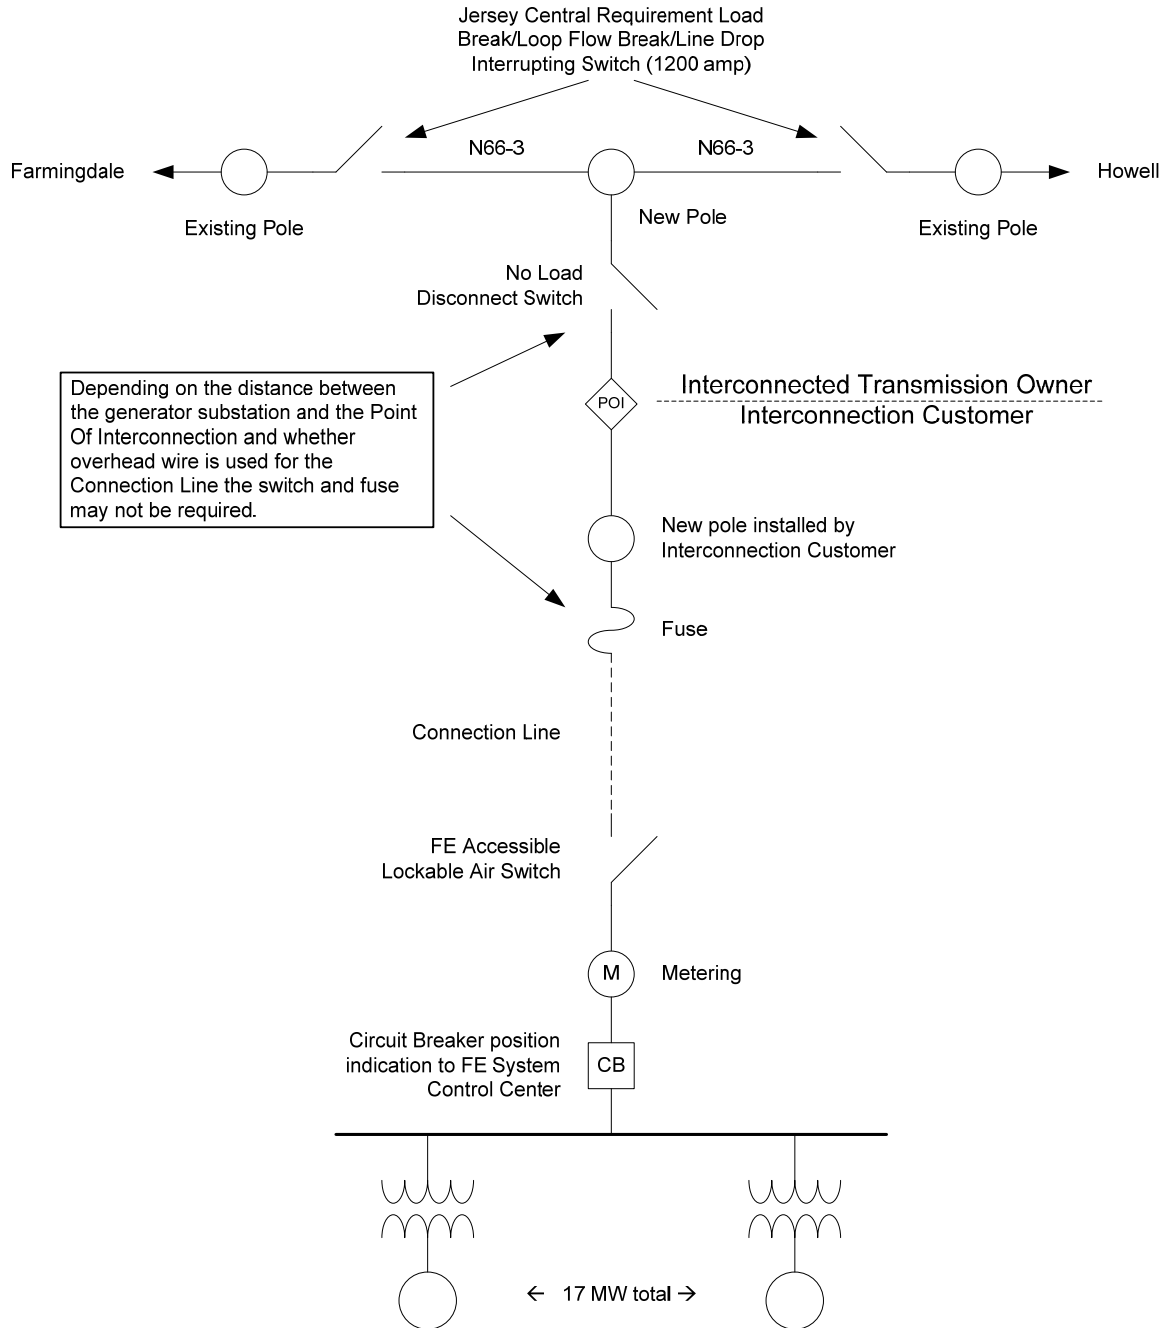 Jersey Central Requirement Load
Break/Loop Flow Break/Line Drop
Interrupting Switch (1200 amp)
N66-3
N66-3
Farmingdale
Howell
Existing Pole
New Pole
Existing Pole
No Load
Disconnect Switch
Depending on the distance between
the generator substation and the Point
Of Interconnection and whether
overhead wire is used for the
Connection Line the switch and fuse
may not be required.
POI
Interconnected Transmission Owner
Interconnection Customer
New pole installed by
Interconnection Customer
Fuse
Connection Line
FE Accessible
Lockable Air Switch
M
Metering
Circuit Breaker position
indication to FE System
Control Center
CB
← 17 MW total →